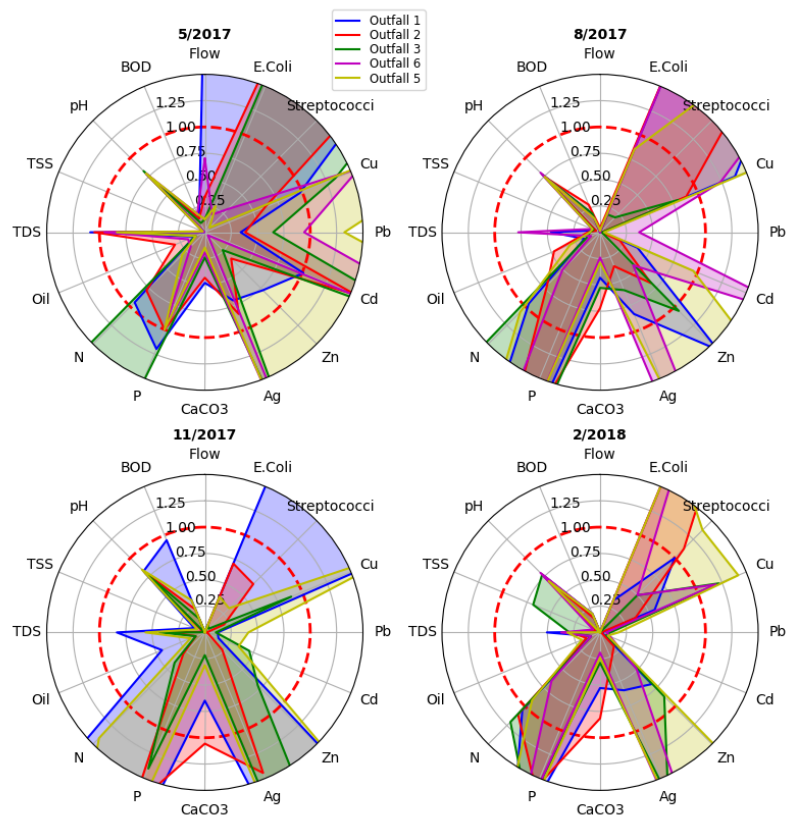 Outfall 1
Outfall 2
Outfall 3
Outfall 6
Outfall 5
5/2017
Flow
E.Coli
Streptococci
Cu
Pb
Cd
Zn
Ag
CaCO3
P
N
Oil
TDS
TSS
pH
BOD
1.25
1.00
0.75
0.50
0.25
8/2017
Flow
E.Coli
Streptococci
Cu
Pb
Cd
Zn
Ag
CaCO3
P
N
Oil
TDS
TSS
pH
BOD
1.25
1.00
0.75
0.50
0.25
11/2017
Flow
E.Coli
Streptococci
Cu
Pb
Cd
Zn
Ag
CaCO3
P
N
Oil
TDS
TSS
pH
BOD
1.25
1.00
0.75
0.50
0.25
2/2018
Flow
E.Coli
Streptococci
Cu
Pb
Cd
Zn
Ag
CaCO3
P
N
Oil
TDS
TSS
pH
BOD
1.25
1.00
0.75
0.50
0.25